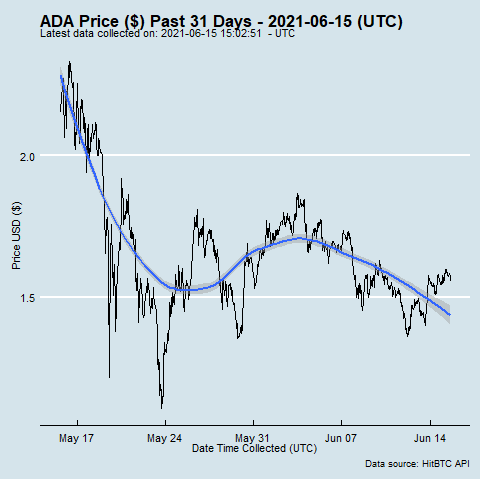 ADA Price ($) Past 31 Days - 2021-06-15 (UTC)
Latest data collected on: 2021-06-15 15:02:51 - UTC
2.0
Price USD ($)
1.5
May 17 May 24 May 31 Jun 07 Jun 14
Date Time Collected (UTC)
Data source: HitBTC API